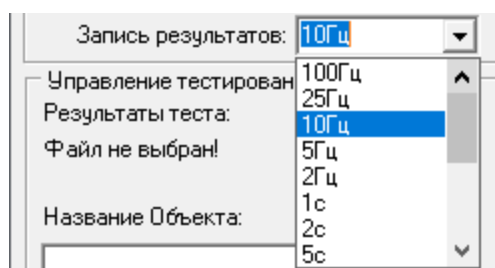 Запись результатов: 10Гц
100Гц
Управление тестирован
25Гц
Результаты теста:
10Гц
Файл не выбран!
5Гц
2Гц
1с
Название Объекта:
2с
5с